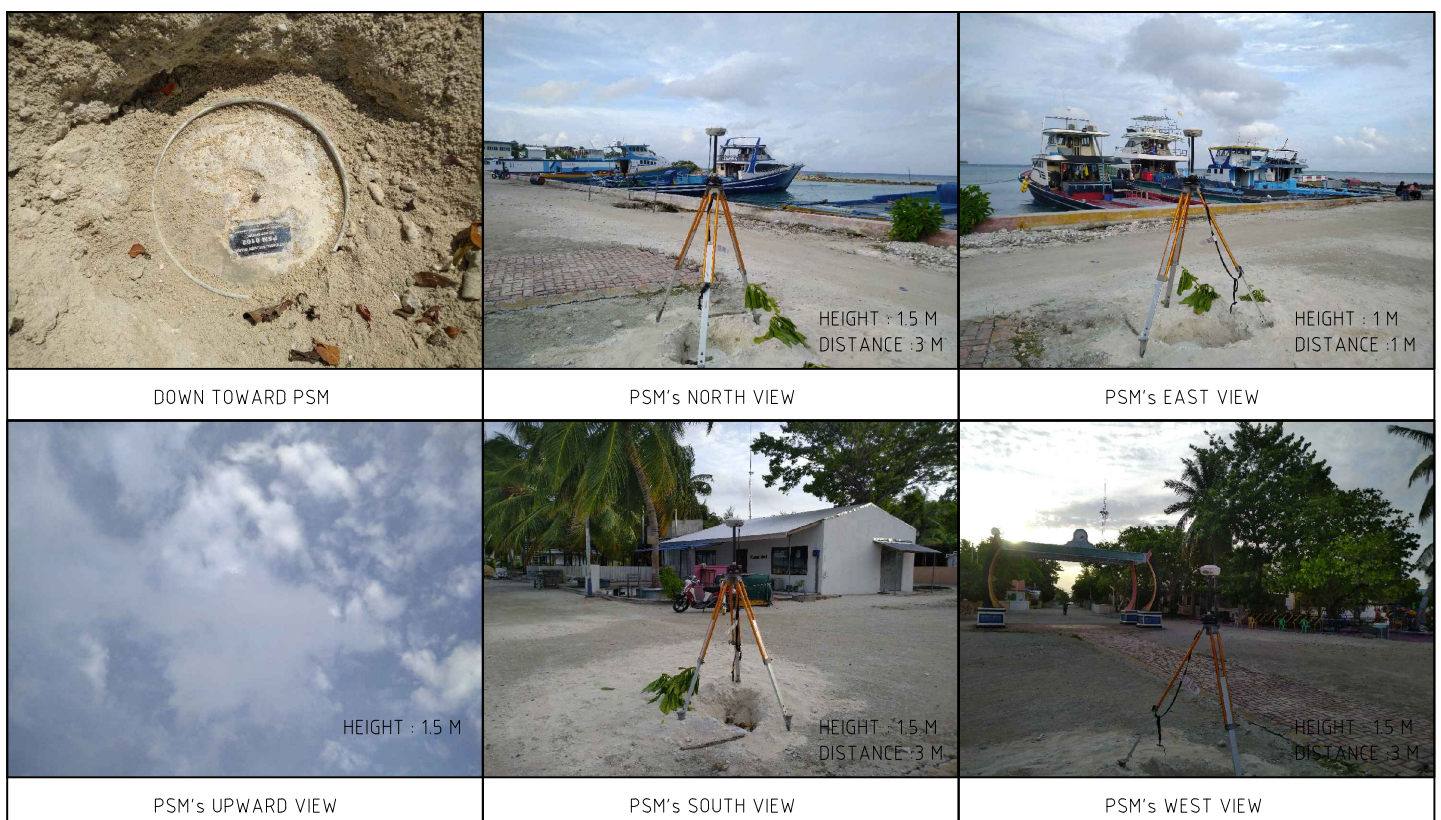 HEIGHT : 1.5 M
DISTANCE :3 M
HEIGHT : 1 M
DISTANCE :1 M
DOWN TOWARD PSM
PSM's NORTH VIEW
PSM's EAST VIEW
HEIGHT : 1.5 M
HEIGHT : 1.5 M
DISTANCE :3 M
HEIGHT : 1.5 M
DISTANCE :3 M
PSM's UPWARD VIEW
PSM's SOUTH VIEW
PSM's WEST VIEW